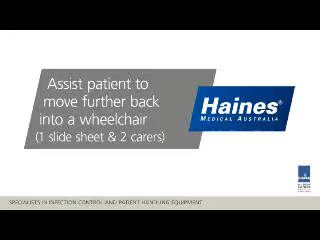 Assist patient to
move further back
into a wheelchair
(1 slide sheet & 2 carers)
Haines®
MEDICAL AUSTRALIA
SPECIALISTS IN INFECTION CONTROL AND PATIENT HANDLING EQUIPMENT